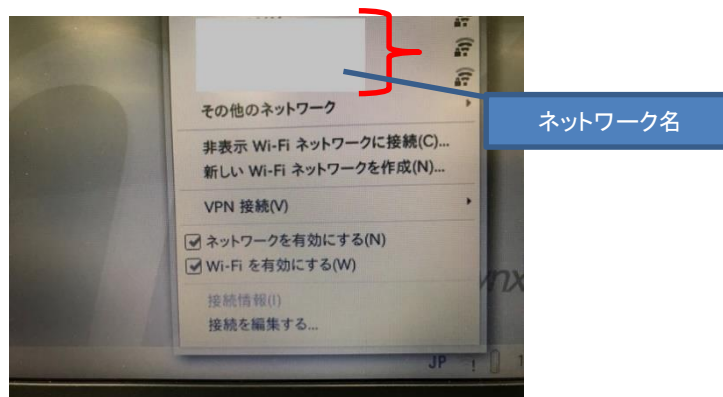 ネットワーク名
その他のネットワーク
非表示 Wi-Fi ネットワークに接続(C)...
新しい Wi-Fi ネットワークを作成(N)...
VPN 接続(V)
ネットワークを有効にする(N)
Wi-Fi を有効にする(W)
接続情報(I)
接続を編集する...
JP